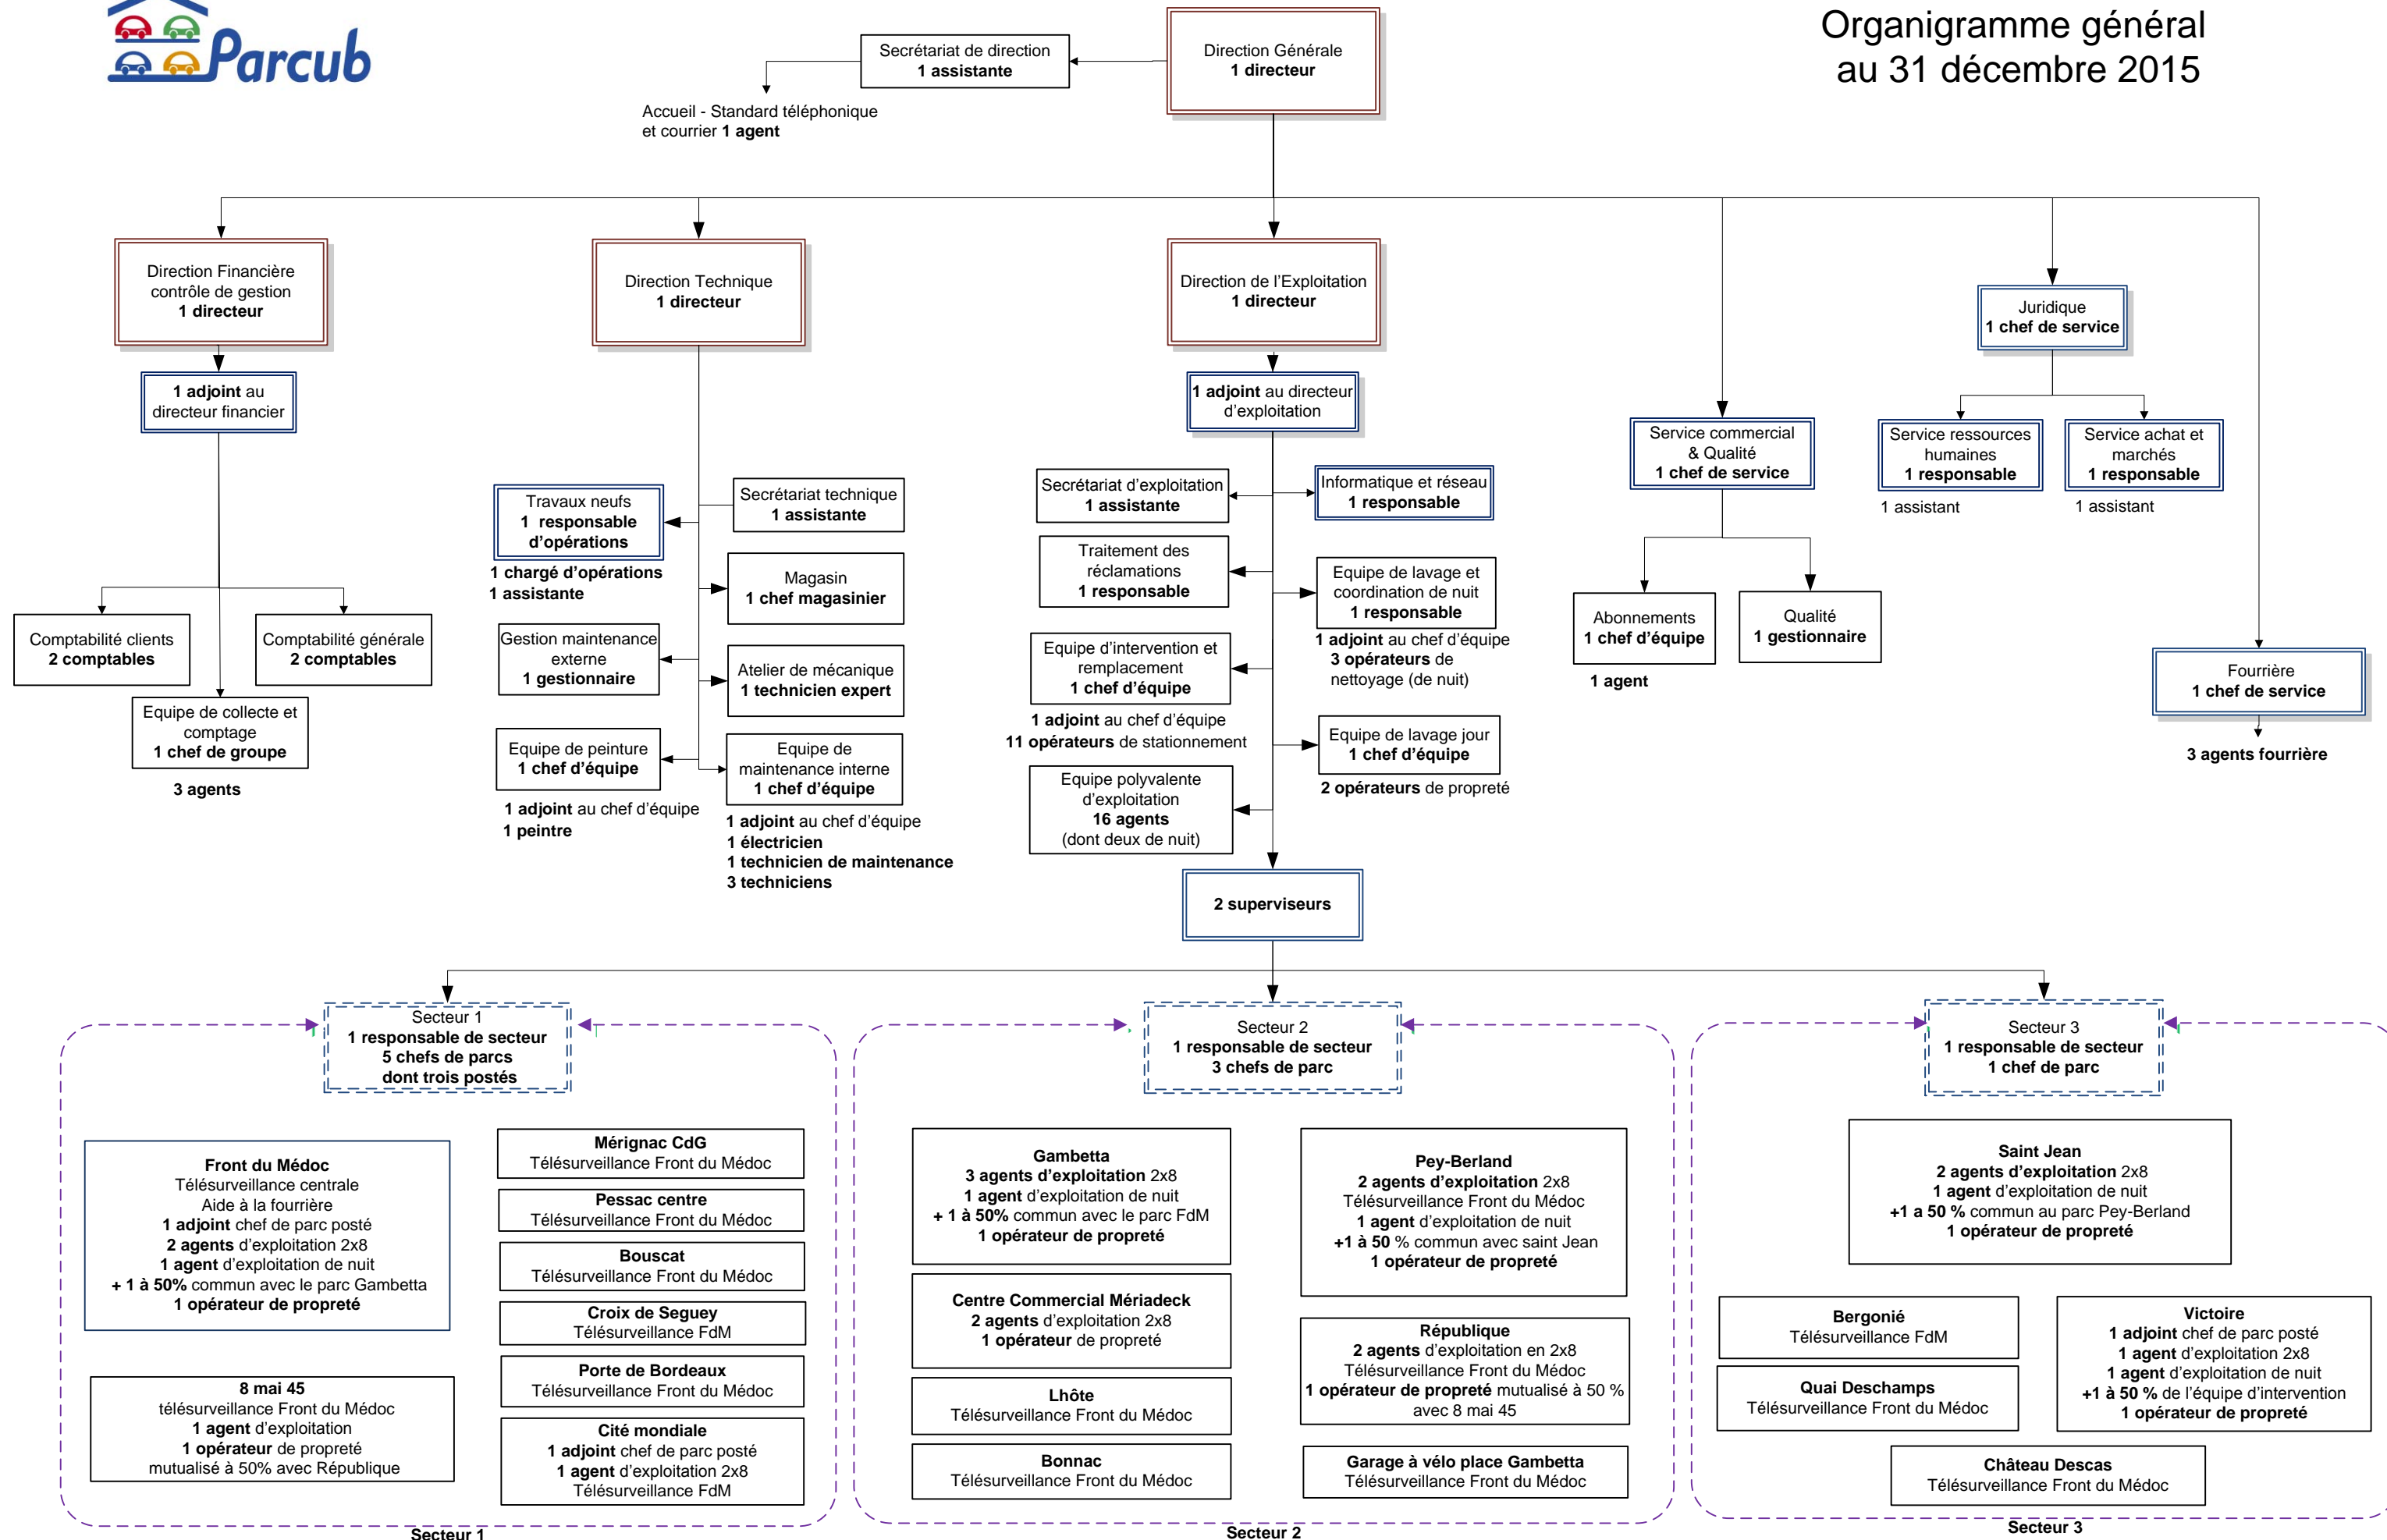 Parcub
Organigramme général
au 31 décembre 2015
Direction Générale
1 directeur
Secrétariat de direction
1 assistante
Accueil - Standard téléphonique
et courrier 1 agent
Direction Financière
contrôle de gestion
1 directeur
1 adjoint au
directeur financier
Comptabilité clients
2 comptables
Comptabilité générale
2 comptables
Equipe de collecte et
comptage
1 chef de groupe
3 agents
Direction Technique
1 directeur
Travaux neufs
1 responsable
d'opérations
1 chargé d'opérations
1 assistante
Secrétariat technique
1 assistante
Magasin
1 chef magasinier
Gestion maintenance
externe
1 gestionnaire
Atelier de mécanique
1 technicien expert
Equipe de peinture
1 chef d'équipe
1 adjoint au chef d'équipe
1 peintre
Equipe de
maintenance interne
1 chef d'équipe
1 adjoint au chef d'équipe
1 électricien
1 technicien de maintenance
3 techniciens
Direction de l'Exploitation
1 directeur
1 adjoint au directeur
d'exploitation
Secrétariat d'exploitation
1 assistante
Informatique et réseau
1 responsable
Traitement des
réclamations
1 responsable
Equipe de lavage et
coordination de nuit
1 responsable
1 adjoint au chef d'équipe
3 opérateurs de
nettoyage (de nuit)
Equipe d'intervention et
remplacement
1 chef d'équipe
1 adjoint au chef d'équipe
11 opérateurs de stationnement
Equipe de lavage jour
1 chef d'équipe
2 opérateurs de propreté
Equipe polyvalente
d'exploitation
16 agents
(dont deux de nuit)
2 superviseurs
Service commercial
& Qualité
1 chef de service
Abonnements
1 chef d'équipe
1 agent
Qualité
1 gestionnaire
Juridique
1 chef de service
Service ressources
humaines
1 responsable
1 assistant
Service achat et
marchés
1 responsable
1 assistant
Fourrière
1 chef de service
3 agents fourrière
Secteur 1
1 responsable de secteur
5 chefs de parcs
dont trois postés
Front du Médoc
Télésurveillance centrale
Aide à la fourrière
1 adjoint chef de parc posté
2 agents d'exploitation 2x8
1 agent d'exploitation de nuit
+ 1 à 50% commun avec le parc Gambetta
1 opérateur de propreté
8 mai 45
télésurveillance Front du Médoc
1 agent d'exploitation
1 opérateur de propreté
mutualisé à 50% avec République
Mérignac CdG
Télésurveillance Front du Médoc
Pessac centre
Télésurveillance Front du Médoc
Bouscat
Télésurveillance Front du Médoc
Croix de Seguey
Télésurveillance FdM
Porte de Bordeaux
Télésurveillance Front du Médoc
Cité mondiale
1 adjoint chef de parc posté
1 agent d'exploitation 2x8
Télésurveillance FdM
Secteur 1
Secteur 2
1 responsable de secteur
3 chefs de parc
Gambetta
3 agents d'exploitation 2x8
1 agent d'exploitation de nuit
+ 1 à 50% commun avec le parc FdM
1 opérateur de propreté
Centre Commercial Mériadeck
2 agents d'exploitation 2x8
1 opérateur de propreté
Lhôte
Télésurveillance Front du Médoc
Bonnac
Télésurveillance Front du Médoc
Pey-Berland
2 agents d'exploitation 2x8
Télésurveillance Front du Médoc
1 agent d'exploitation de nuit
+1 à 50 % commun avec saint Jean
1 opérateur de propreté
République
2 agents d'exploitation en 2x8
Télésurveillance Front du Médoc
1 opérateur de propreté mutualisé à 50 %
avec 8 mai 45
Garage à vélo place Gambetta
Télésurveillance Front du Médoc
Secteur 2
Secteur 3
1 responsable de secteur
1 chef de parc
Saint Jean
2 agents d'exploitation 2x8
1 agent d'exploitation de nuit
+1 a 50 % commun au parc Pey-Berland
1 opérateur de propreté
Bergonié
Télésurveillance FdM
Quai Deschamps
Télésurveillance Front du Médoc
Victoire
1 adjoint chef de parc posté
1 agent d'exploitation 2x8
1 agent d'exploitation de nuit
+1 à 50 % de l'équipe d'intervention
1 opérateur de propreté
Château Descas
Télésurveillance Front du Médoc
Secteur 3